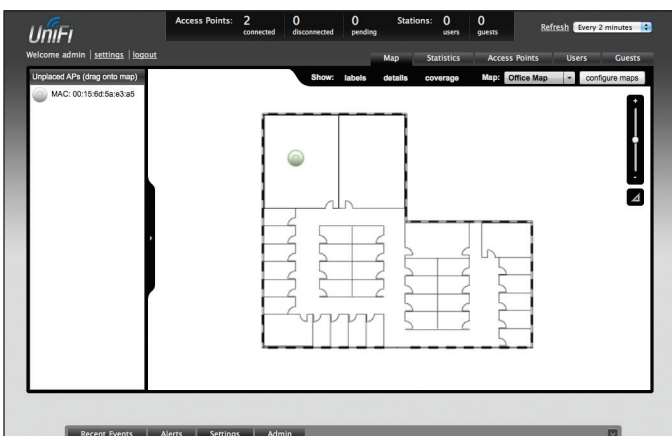 UniFi
Access Points: 2 connected 0 disconnected 0 pending Stations: 0 users 0 guests
Refresh Every 2 minutes
Welcome admin | settings | logout
Map Statistics Access Points Users Guests
Unplaced APs (drag onto map)
Show: labels details coverage Map: Office Map configure maps
MAC: 00:15:6d:5a:e3:a5
+
-
Recent Events Alerts Settings Admin